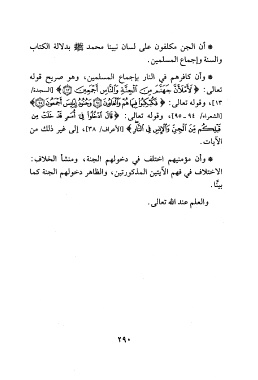 * أن الجن مكلفون على لسان نبينا محمد ﷺ بدلالة الكتاب
والسنة وإجماع المسلمين.
* وأن كافرهم في النار بإجماع المسلمين، وهو صريح قوله
تعالى: ﴿لَأَمْلَأَنَّ جَهَنَّمَ مِنَ الْجِنَّةِ وَالنَّاسِ أَجْمَعِينَ﴾ [السجدة/
١٣]، وقوله تعالى: ﴿فَكُبْكِبُوا فِيهَا هُمْ وَالْغَاوُونَ ۝ وَجُنُودُ إِبْلِيسَ أَجْمَعُونَ﴾
[الشعراء/ ٩٤ -٩٥]، وقوله تعالى: ﴿قَالَ ادْخُلُوا فِي أُمَمٍ قَدْ خَلَتْ مِن
قَبْلِكُم مِّنَ الْجِنِّ وَالْإِنسِ فِي النَّارِ﴾ [الأعراف/ ٣٨]، إلى غير ذلك من
الآيات.
* وأن مؤمنيهم اختلف في دخولهم الجنة، ومنشأ الخلاف:
الاختلاف في فهم الآيتين المذكورتين، والظاهر دخولهم الجنة كما
بيّنا.
والعلم عند الله تعالى.
٢٩٠